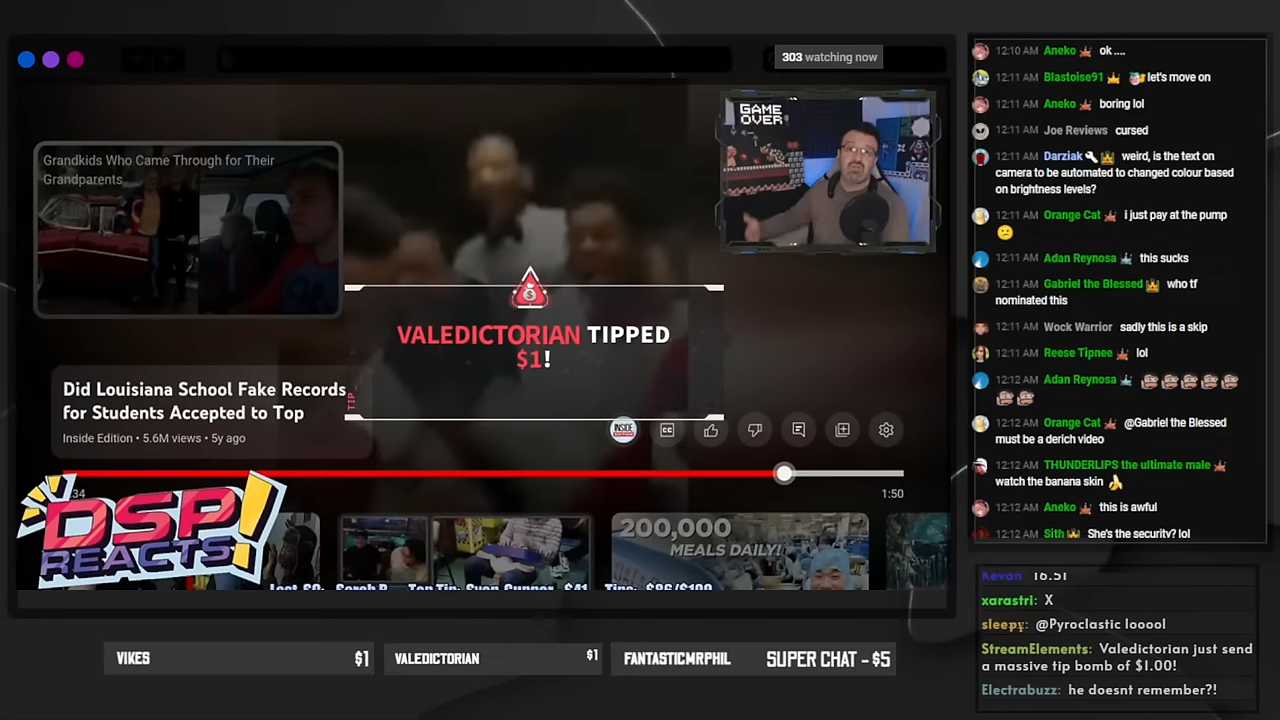 303 watching now
GAME
OVER
Grandkids Who Came Through for Their
Grandparents
VALEDICTORIAN TIPPED
$1!
TIP
Did Louisiana School Fake Records
for Students Accepted to Top
Inside Edition • 5.6M views • 5y ago
INSIDE
EDITION
:34
1:50
DSP
REACTS!
200,000
MEALS DAILY!
VIKES $1
VALEDICTORIAN $1
FANTASTICMRPHIL SUPER CHAT - $5
12:10 AM Aneko ok ....
12:11 AM Blastoise91 let's move on
12:11 AM Aneko boring lol
12:11 AM Joe Reviews cursed
12:11 AM Darziak weird, is the text on
camera to be automated to changed colour based
on brightness levels?
12:11 AM Orange Cat i just pay at the pump
12:11 AM Adan Reynosa this sucks
12:11 AM Gabriel the Blessed who tf
nominated this
12:11 AM Wock Warrior sadly this is a skip
12:11 AM Reese Tipnee lol
12:12 AM Adan Reynosa
12:12 AM Orange Cat @Gabriel the Blessed
must be a derich video
12:12 AM THUNDERLIPS the ultimate male
watch the banana skin
12:12 AM Aneko this is awful
12:12 AM Sith She's the security? lol
Kevan: 16.51
xarastri: X
sleepy: @Pyroclastic looool
StreamElements: Valedictorian just send
a massive tip bomb of $1.00!
Electrabuzz: he doesnt remember?!